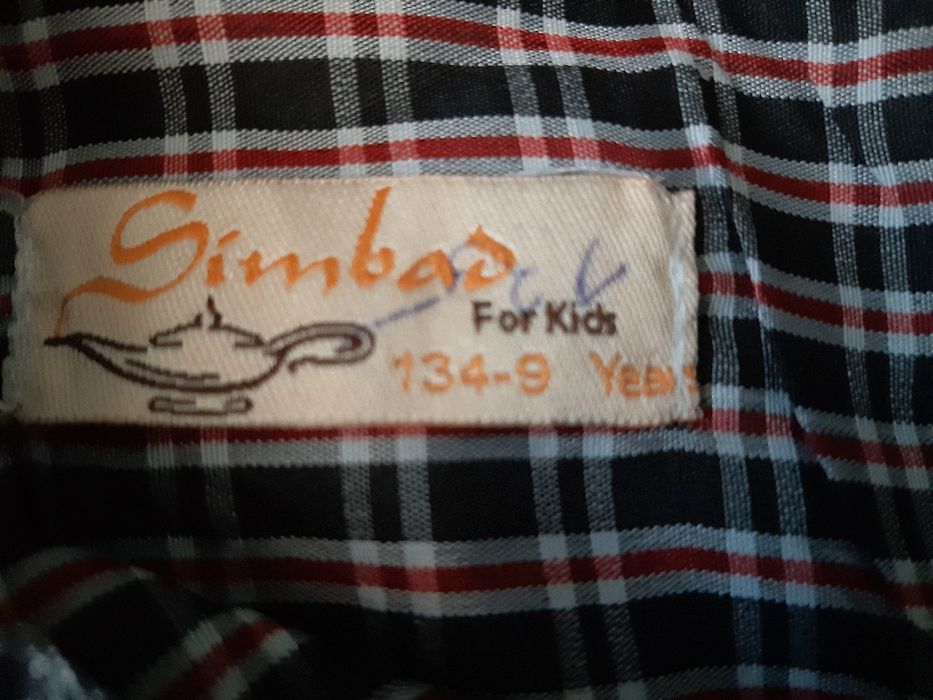 Simbad
For Kids
134-9 Years